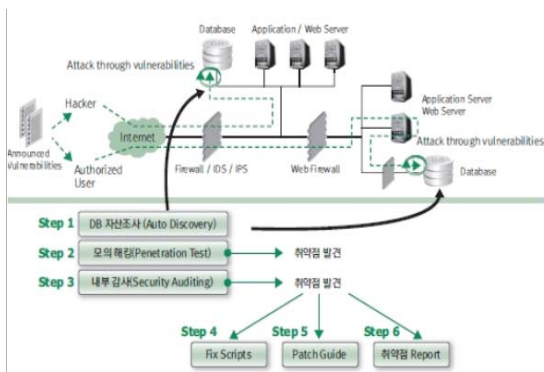 Database
Application / Web Server
Attack through vulnerabilities
Hacker
Application Server
Web Server
Internet
Attack through vulnerabilities
Announced
Vulnerabilities
Authorized
User
Firewall / IDS / IPS
Web Firewall
Database
Step 1 DB 자산조사 (Auto Discovery)
Step 2 모의 해킹(Penetration Test) 취약점 발견
Step 3 내부 감사(Security Auditing) 취약점 발견
Step 4 Step 5 Step 6
Fix Scripts Patch Guide 취약점 Report